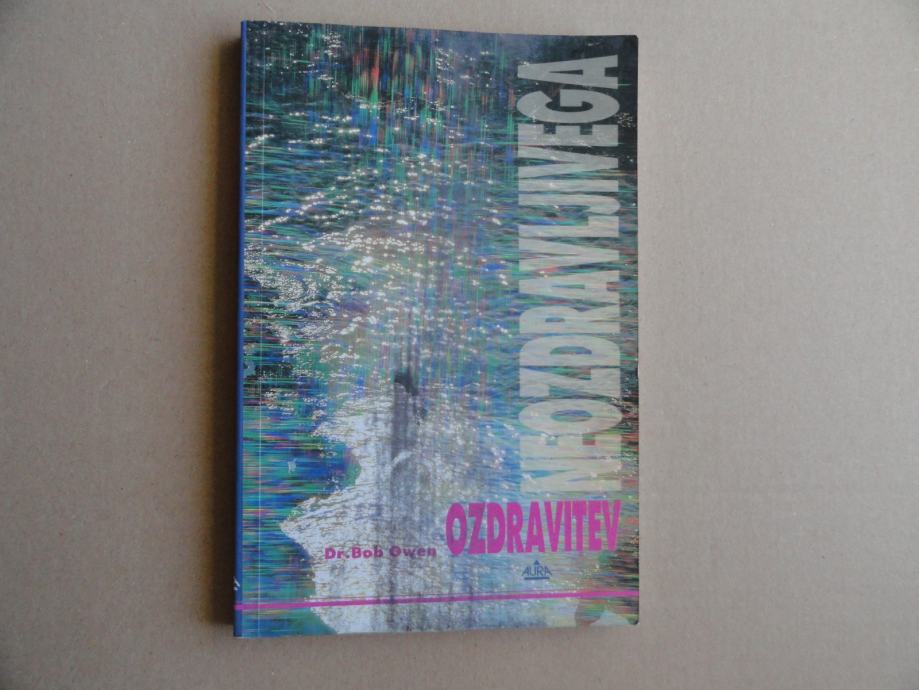 NEOZDRAVLJIVEGA
OZDRAVITEV
Dr. Bob Owen
AURA